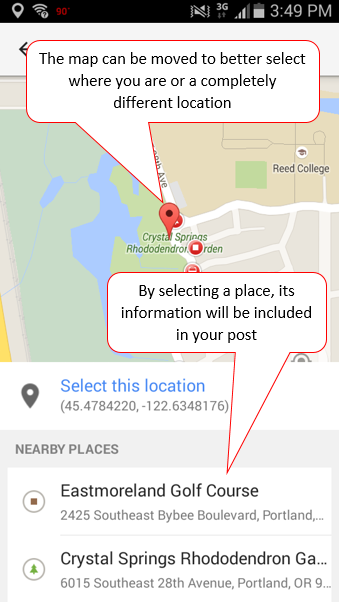 90°
3G
3:49 PM
The map can be moved to better select
where you are or a completely
different location
Ave
Reed College
Crystal Springs
Rhododendron Garden
By selecting a place, its
information will be included
in your post
Select this location
(45.4784220, -122.6348176)
NEARBY PLACES
Eastmoreland Golf Course
2425 Southeast Bybee Boulevard, Portland,...
Crystal Springs Rhododendron Ga...
6015 Southeast 28th Avenue, Portland, OR 9...